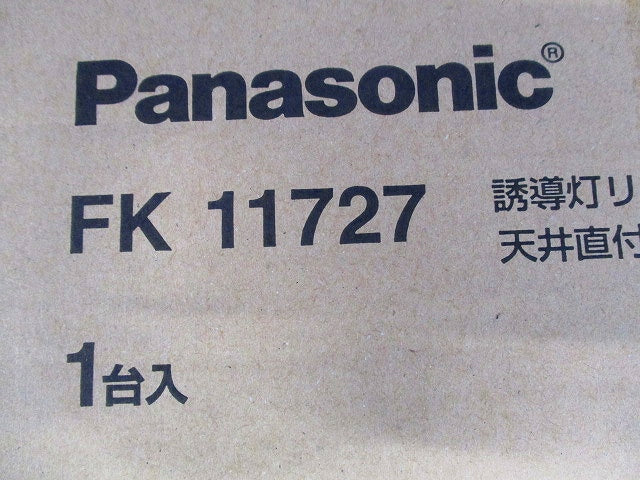 Panasonic®
FK 11727
誘導灯リ
天井直付
1台入